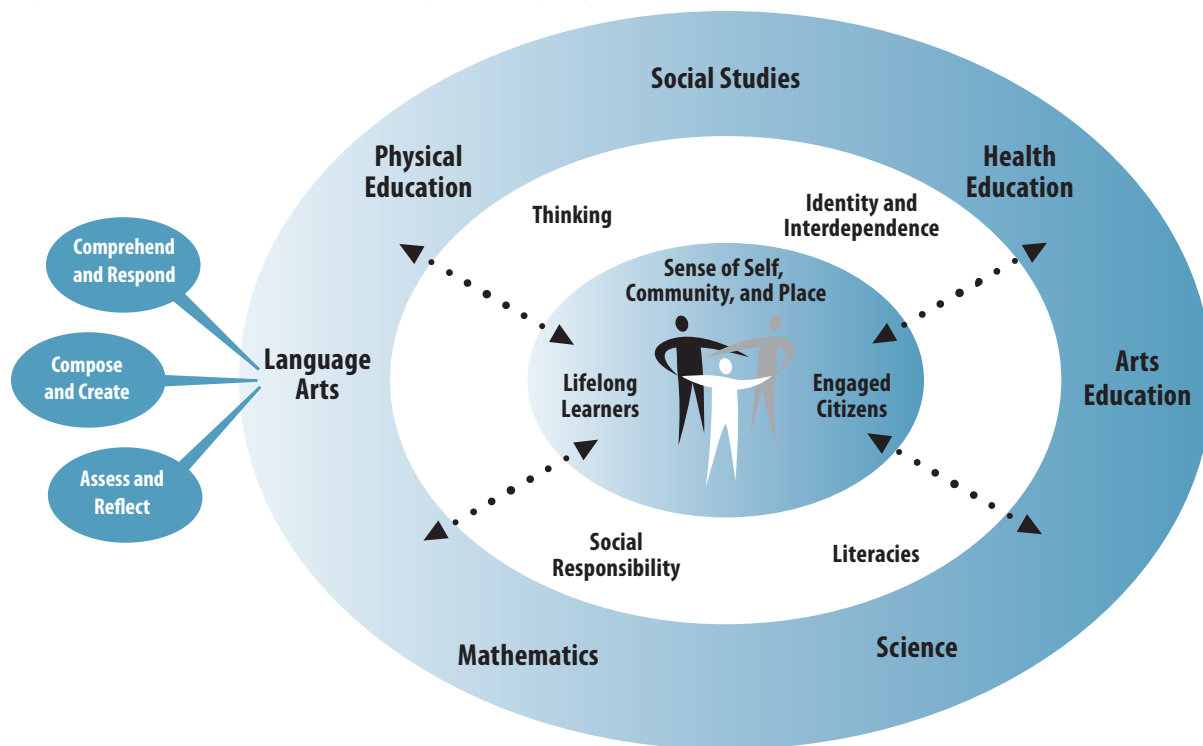 Social Studies
Physical
Education
Health
Education
Thinking
Identity and
Interdependence
Comprehend
and Respond
Sense of Self,
Community, and Place
Compose
and Create
Language
Arts
Lifelong
Learners
Engaged
Citizens
Arts
Education
Assess and
Reflect
Social
Responsibility
Literacies
Mathematics
Science